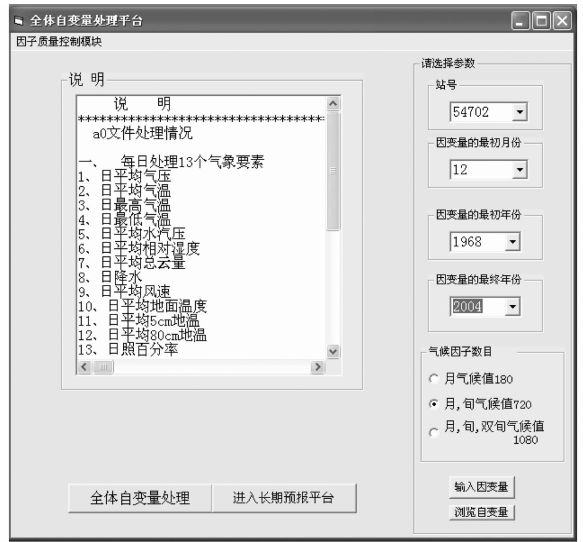 全体自变量处理平台
因子质量控制模块
说 明
说 明
************************************
a0文件处理情况
一、 每日处理13个气象要素
1、日平均气压
2、日平均气温
3、日最高气温
4、日最低气温
5、日平均水汽压
6、日平均相对湿度
7、日平均总云量
8、日降水
9、日平均风速
10、日平均地面温度
11、日平均5cm地温
12、日平均80cm地温
13、日照百分率
全体自变量处理
进入长期预报平台
请选择参数
站号
54702
因变量的最初月份
12
因变量的最初年份
1968
因变量的最终年份
2004
气候因子数目
月气候值180
月,旬气候值720
月,旬,双旬气候值
1080
输入因变量
浏览自变量